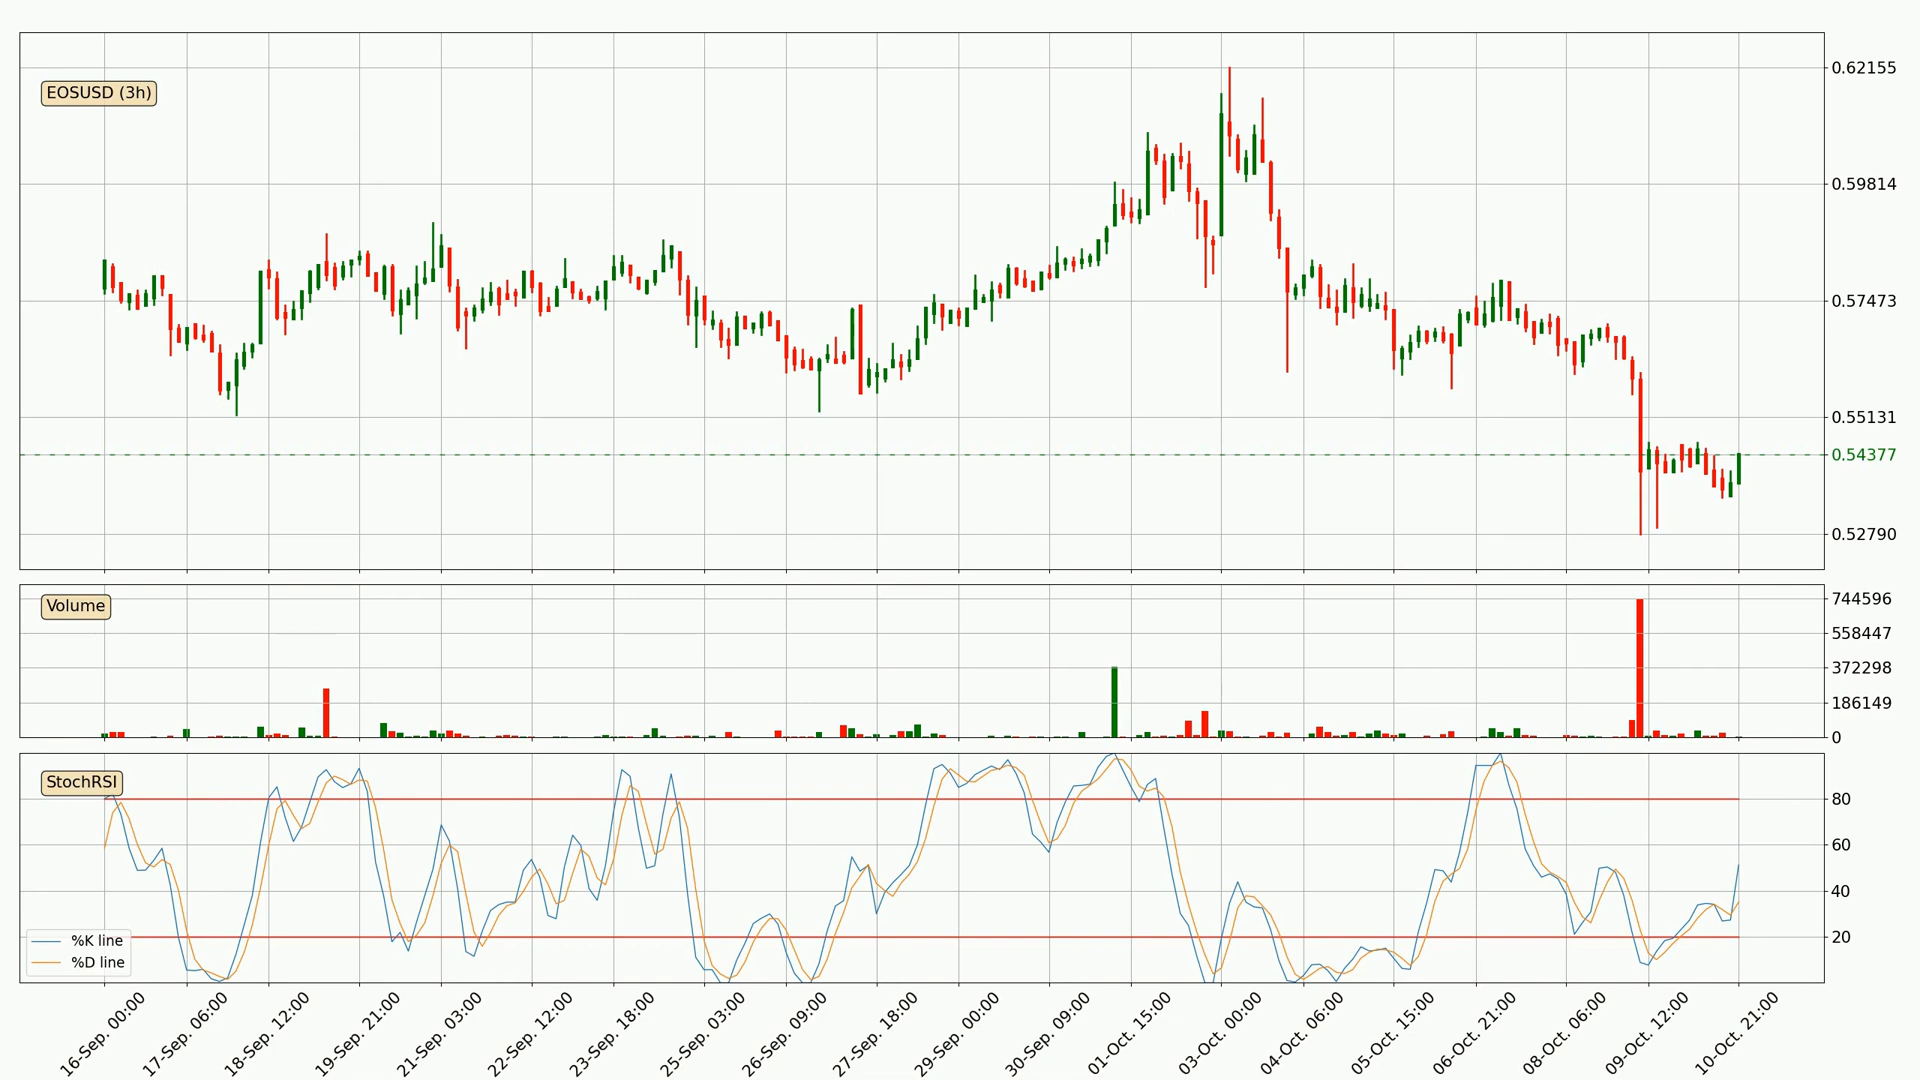 EOSUSD (3h)
0.62155
0.59814
0.57473
0.55131
0.54377
0.52790
Volume
744596
558447
372298
186149
0
StochRSI
80
60
40
20
%K line
%D line
16-Sep. 00:00
17-Sep. 06:00
18-Sep. 12:00
19-Sep. 21:00
21-Sep. 03:00
22-Sep. 12:00
23-Sep. 18:00
25-Sep. 03:00
26-Sep. 09:00
27-Sep. 18:00
29-Sep. 00:00
30-Sep. 09:00
01-Oct. 15:00
03-Oct. 00:00
04-Oct. 06:00
05-Oct. 15:00
06-Oct. 21:00
08-Oct. 06:00
09-Oct. 12:00
10-Oct. 21:00